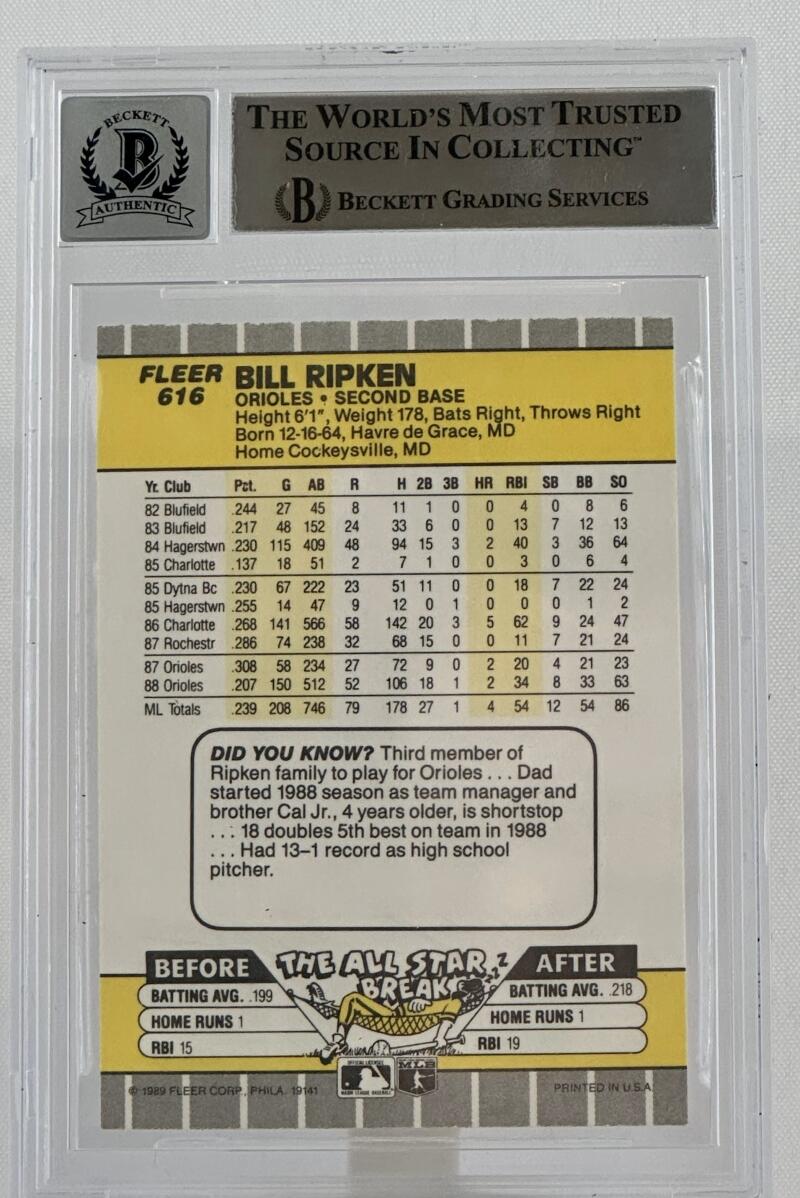 BECKETT
B
AUTHENTIC
THE WORLD'S MOST TRUSTED
SOURCE IN COLLECTING™
B BECKETT GRADING SERVICES
FLEER
616
BILL RIPKEN
ORIOLES • SECOND BASE
Height 6'1", Weight 178, Bats Right, Throws Right
Born 12-16-64, Havre de Grace, MD
Home Cockeysville, MD
Yr. Club Pct. G AB R H 2B 3B HR RBI SB BB SO
82 Blufield .244 27 45 8 11 1 0 0 4 0 8 6
83 Blufield .217 48 152 24 33 6 0 0 13 7 12 13
84 Hagerstwn .230 115 409 48 94 15 3 2 40 3 36 64
85 Charlotte .137 18 51 2 7 1 0 0 3 0 6 4
85 Dytna Bc .230 67 222 23 51 11 0 0 18 7 22 24
85 Hagerstwn .255 14 47 9 12 0 1 0 0 0 1 2
86 Charlotte .268 141 566 58 142 20 3 5 62 9 24 47
87 Rochestr .286 74 238 32 68 15 0 0 11 7 21 24
87 Orioles .308 58 234 27 72 9 0 2 20 4 21 23
88 Orioles .207 150 512 52 106 18 1 2 34 8 33 63
ML Totals .239 208 746 79 178 27 1 4 54 12 54 86
DID YOU KNOW? Third member of
Ripken family to play for Orioles . . . Dad
started 1988 season as team manager and
brother Cal Jr., 4 years older, is shortstop
. . . 18 doubles 5th best on team in 1988
. . . Had 13–1 record as high school
pitcher.
BEFORE THE ALL STAR BREAK ZZZ AFTER
BATTING AVG. .199 BATTING AVG. .218
HOME RUNS 1 HOME RUNS 1
RBI 15 RBI 19
OFFICIAL LICENSEE
MAJOR LEAGUE BASEBALL
MLB
© 1989 FLEER CORP., PHILA. 19141 PRINTED IN U.S.A.